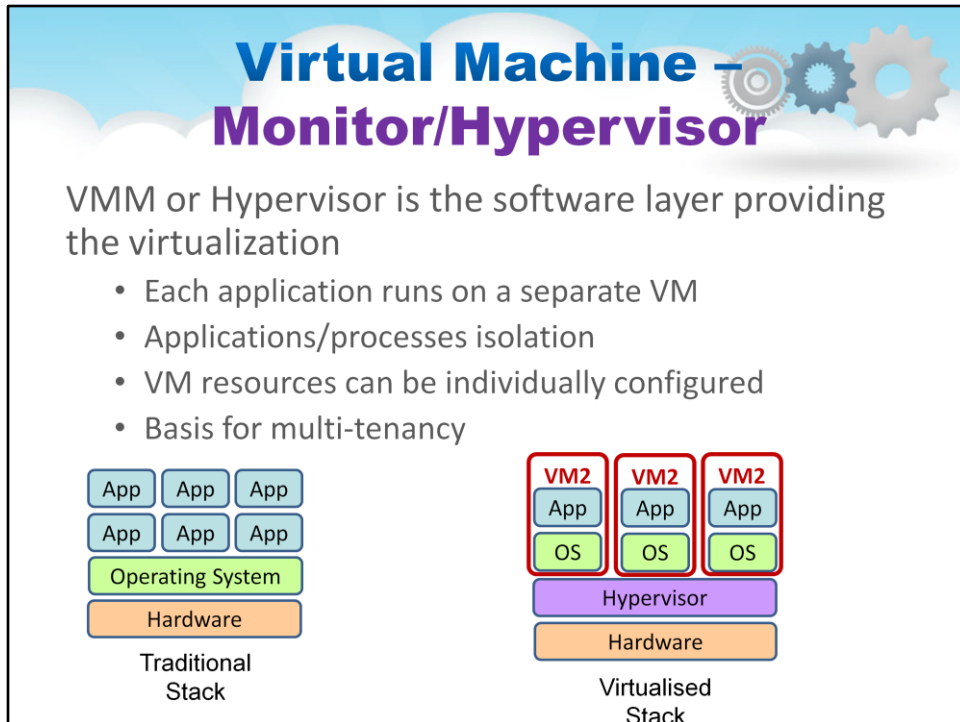 Virtual Machine –
Monitor/Hypervisor
VMM or Hypervisor is the software layer providing
the virtualization
• Each application runs on a separate VM
• Applications/processes isolation
• VM resources can be individually configured
• Basis for multi-tenancy
App App App
App App App
Operating System
Hardware
Traditional
Stack
VM2 VM2 VM2
App App App
OS OS OS
Hypervisor
Hardware
Virtualised
Stack